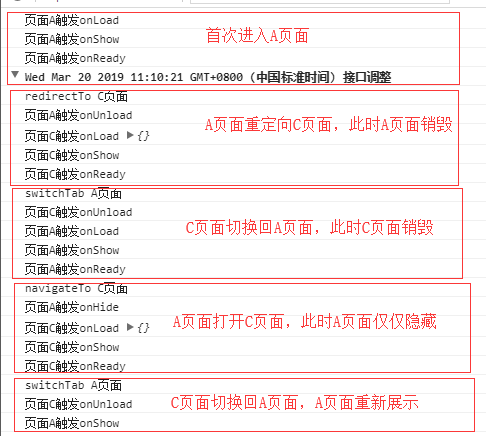 页面A触发onLoad
页面A触发onShow
页面A触发onReady
首次进入A页面
Wed Mar 20 2019 11:10:21 GMT+0800 (中国标准时间) 接口调整
redirectTo C页面
页面A触发onUnload
页面C触发onLoad ▶{}
页面C触发onShow
页面C触发onReady
A页面重定向C页面，此时A页面销毁
switchTab A页面
页面C触发onUnload
页面A触发onLoad
页面A触发onShow
页面A触发onReady
C页面切换回A页面，此时C页面销毁
navigateTo C页面
页面A触发onHide
页面C触发onLoad ▶{}
页面C触发onShow
页面C触发onReady
A页面打开C页面，此时A页面仅仅隐藏
switchTab A页面
页面C触发onUnload
页面A触发onShow
C页面切换回A页面，A页面重新展示